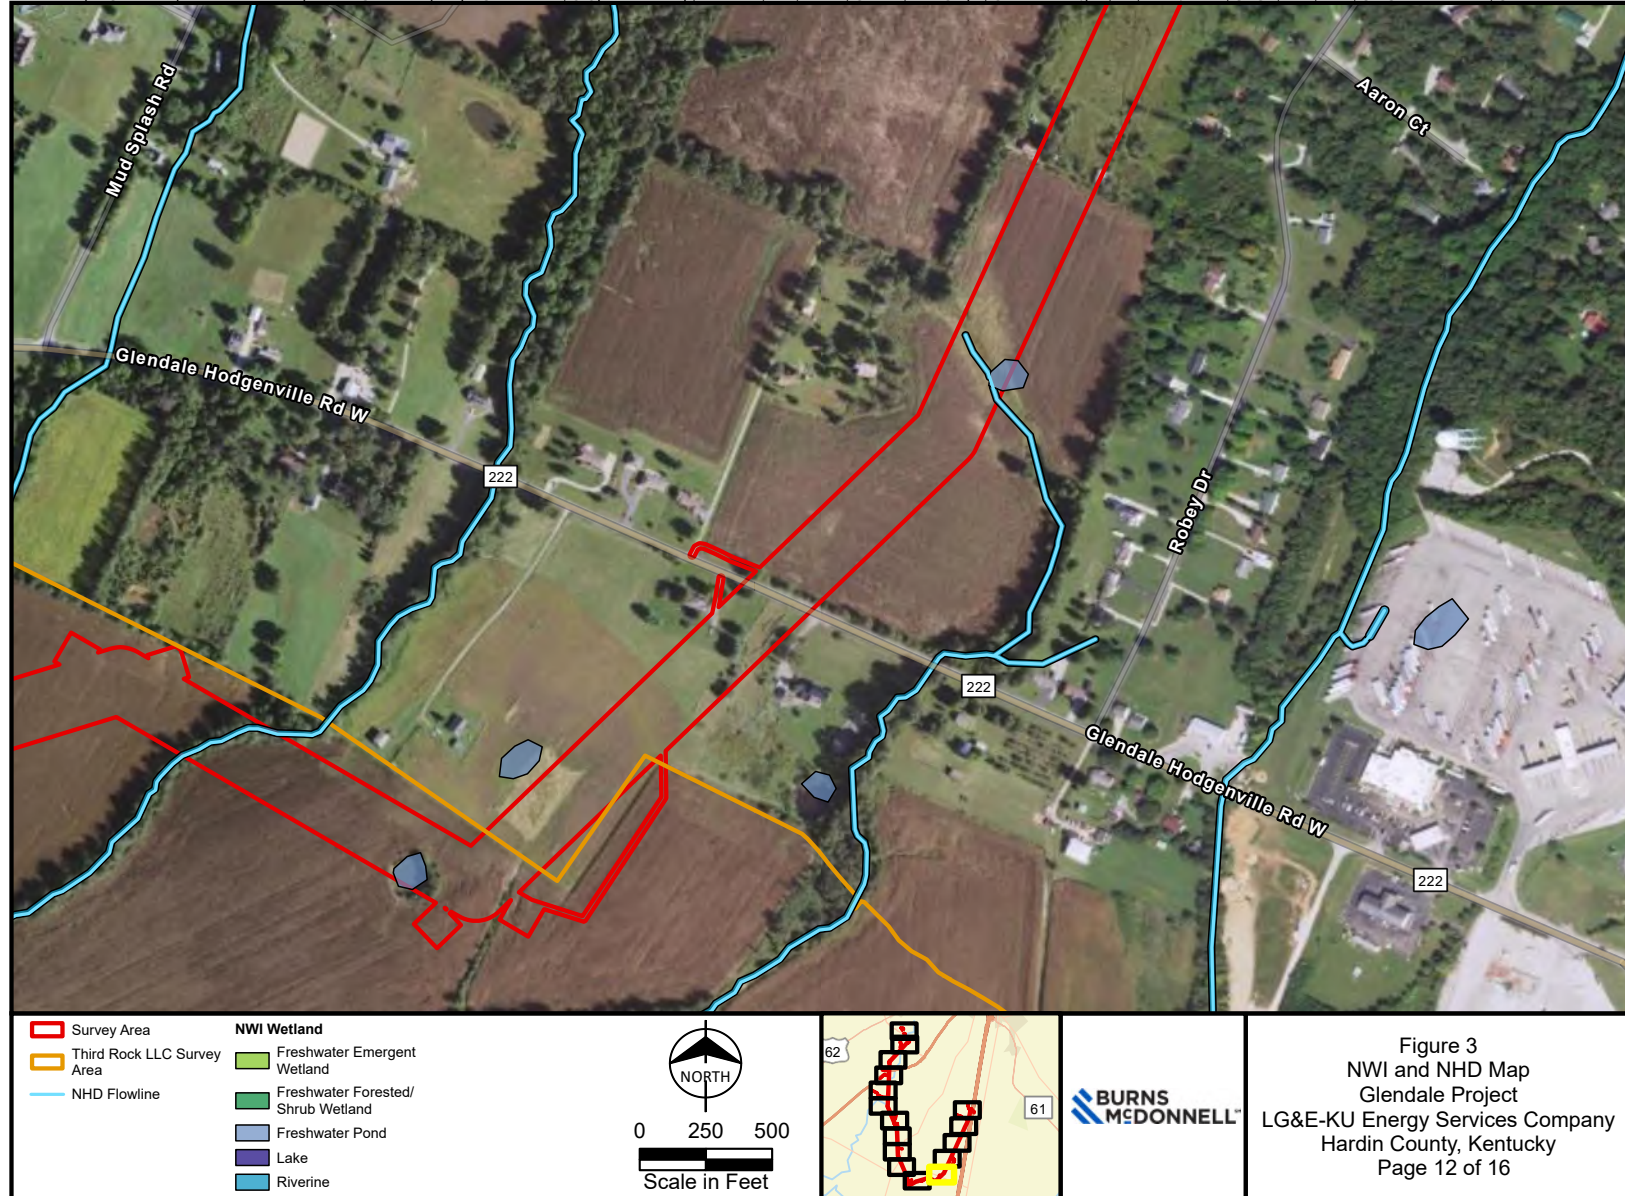 Mud Splash Rd
Aaron Ct
Glendale Hodgenville Rd W
222
Robey Dr
222
Glendale Hodgenville Rd W
222
Survey Area
Third Rock LLC Survey
Area
NHD Flowline
NWI Wetland
Freshwater Emergent
Wetland
Freshwater Forested/
Shrub Wetland
Freshwater Pond
Lake
Riverine
NORTH
0 250 500
Scale in Feet
62
61
BURNS
MCDONNELL
Figure 3
NWI and NHD Map
Glendale Project
LG&E-KU Energy Services Company
Hardin County, Kentucky
Page 12 of 16